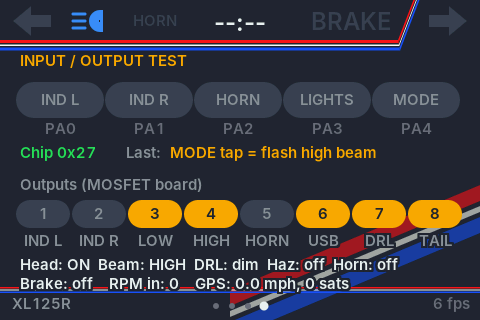 HORN --:-- BRAKE
INPUT / OUTPUT TEST
IND L IND R HORN LIGHTS MODE
PA0 PA1 PA2 PA3 PA4
Chip 0x27 Last: MODE tap = flash high beam
Outputs (MOSFET board)
1 2 3 4 5 6 7 8
IND L IND R LOW HIGH HORN USB DRL TAIL
Head: ON Beam: HIGH DRL: dim Haz: off Horn: off
Brake: off RPM in: 0 GPS: 0.0 mph, 0 sats
XL125R 6 fps